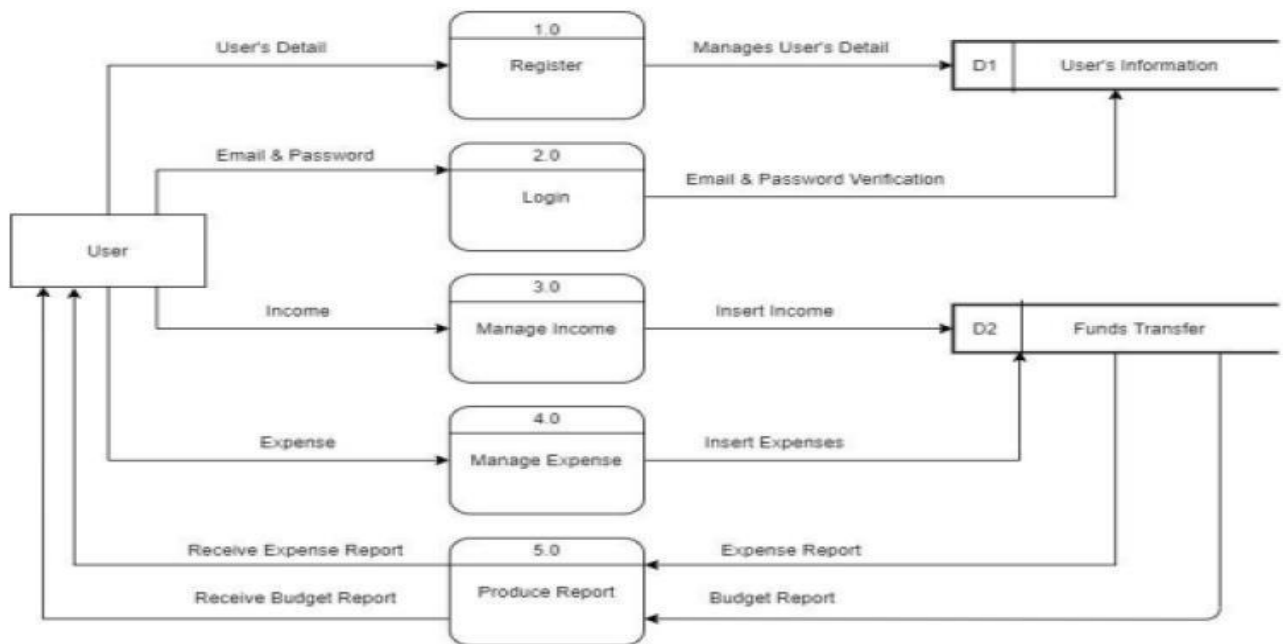 1.0
User's Detail
Manages User's Detail
Register
D1
User's Information
Email & Password
2.0
Email & Password Verification
Login
User
3.0
Income
Insert Income
Manage Income
D2
Funds Transfer
4.0
Expense
Insert Expenses
Manage Expense
Receive Expense Report
5.0
Expense Report
Produce Report
Receive Budget Report
Budget Report